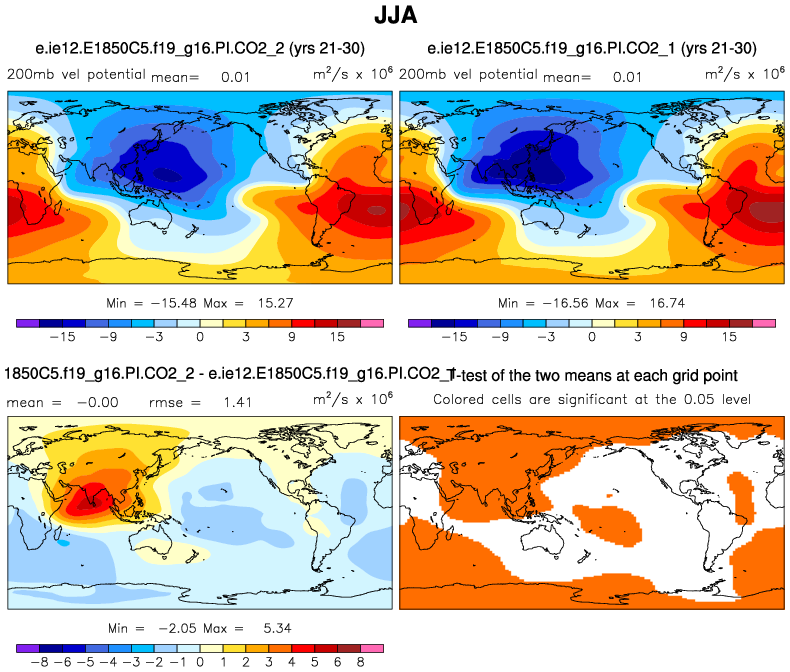 JJA
e.ie12.E1850C5.f19_g16.PI.CO2_2 (yrs 21-30)
200mb vel potential mean= 0.01 m²/s x 10⁶
e.ie12.E1850C5.f19_g16.PI.CO2_1 (yrs 21-30)
200mb vel potential mean= 0.01 m²/s x 10⁶
Min = −15.48 Max = 15.27
−15 −9 −3 0 3 9 15
Min = −16.56 Max = 16.74
−15 −9 −3 0 3 9 15
1850C5.f19_g16.PI.CO2_2 - e.ie12.E1850C5.f19_g16.PI.CO2_1
mean = −0.00 rmse = 1.41 m²/s x 10⁶
T-test of the two means at each grid point
Colored cells are significant at the 0.05 level
Min = −2.05 Max = 5.34
−8 −6 −5 −4 −3 −2 −1 0 1 2 3 4 5 6 8